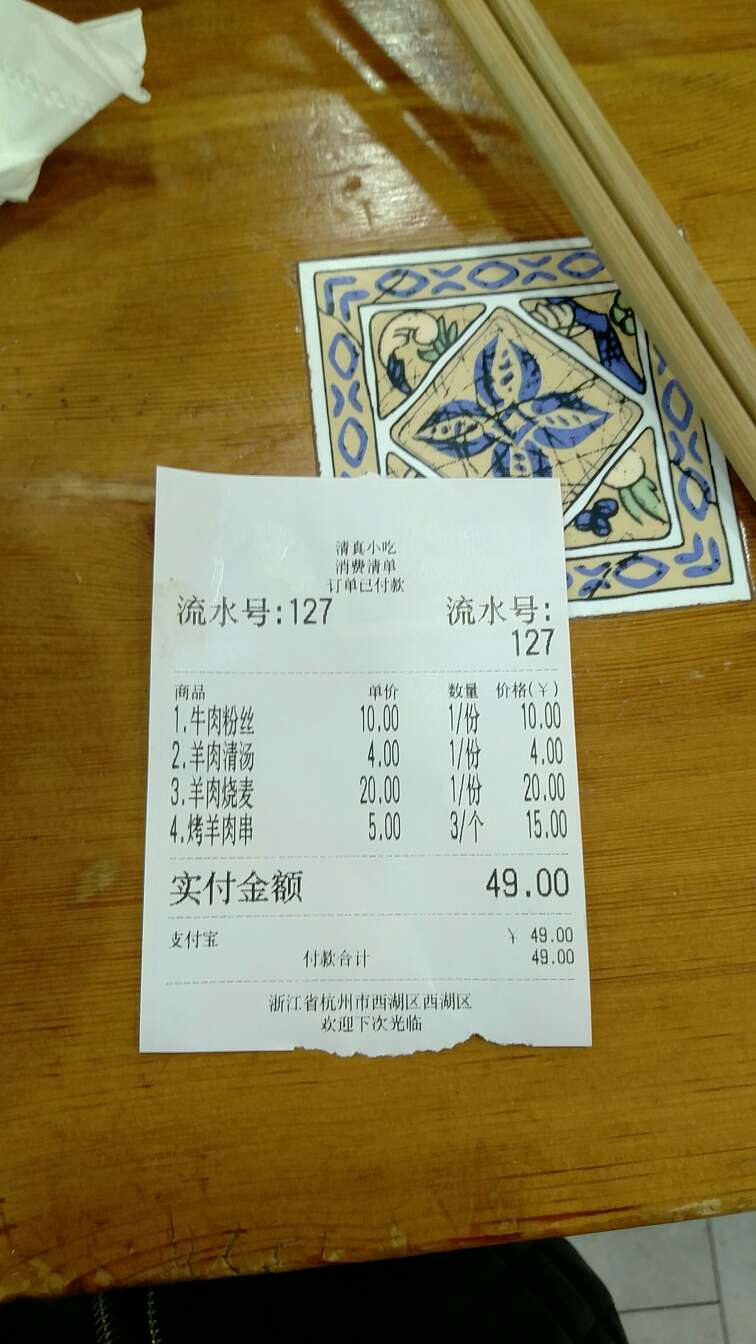 清真小吃
消费清单
订单已付款
流水号:127 流水号:
127
商品 单价 数量 价格(¥)
1.牛肉粉丝 10.00 1/份 10.00
2.羊肉清汤 4.00 1/份 4.00
3.羊肉烧麦 20.00 1/份 20.00
4.烤羊肉串 5.00 3/个 15.00
实付金额 49.00
支付宝 ¥ 49.00
付款合计 49.00
浙江省杭州市西湖区西湖区
欢迎下次光临